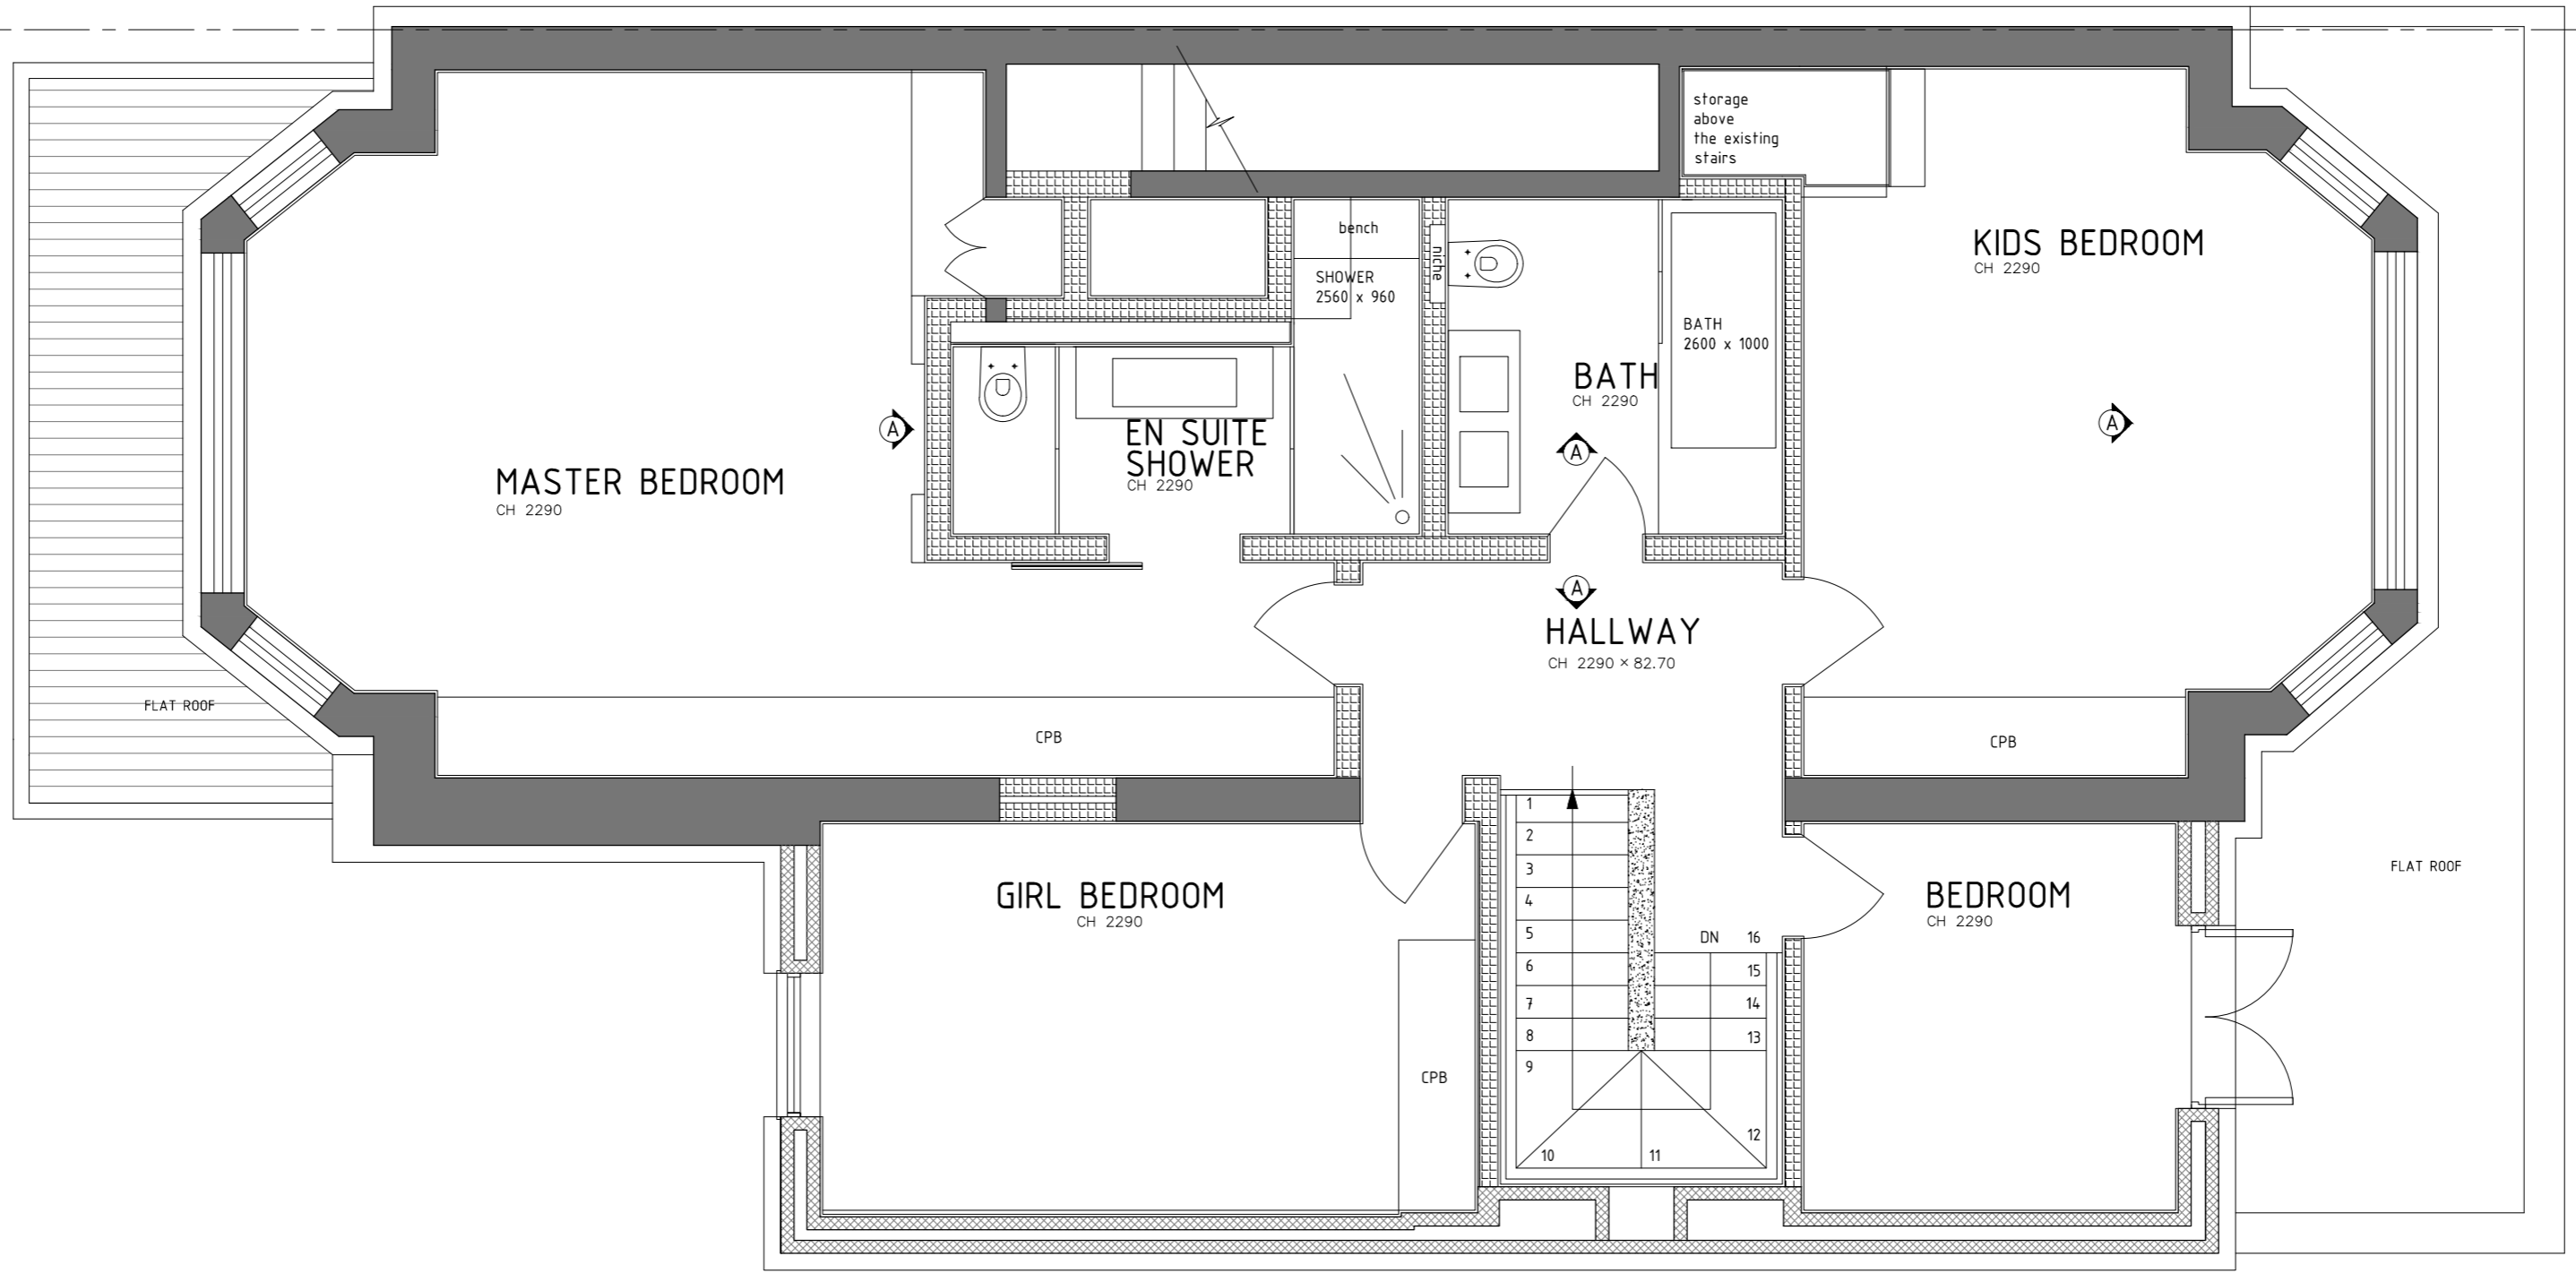 storage
above
the existing
stairs
bench
niche
SHOWER
2560 x 960
KIDS BEDROOM
CH 2290
BATH
2600 x 1000
BATH
CH 2290
A
A
A
EN SUITE
SHOWER
CH 2290
MASTER BEDROOM
CH 2290
A
HALLWAY
CH 2290 × 82.70
FLAT ROOF
CPB
CPB
1
2
3
4
5
6
7
8
9
10
11
12
13
14
15
DN 16
GIRL BEDROOM
CH 2290
CPB
BEDROOM
CH 2290
FLAT ROOF